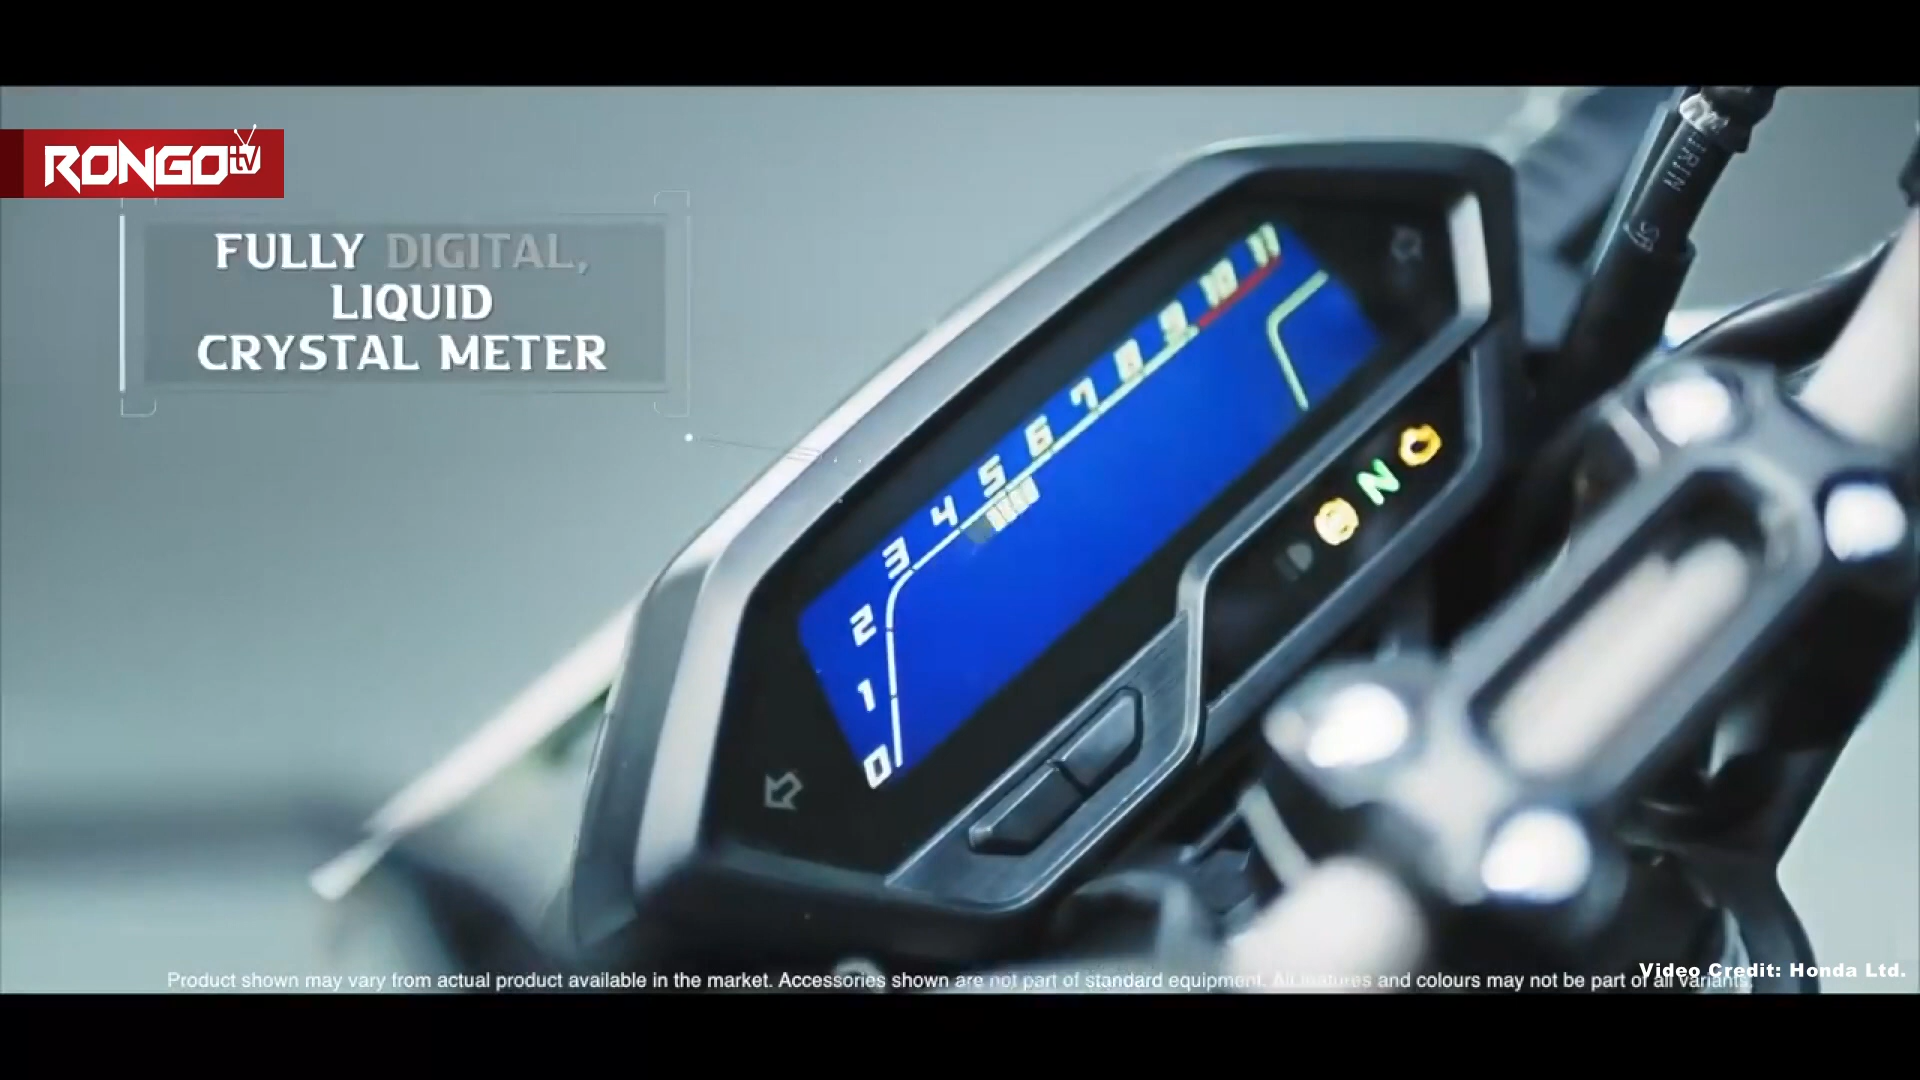 RONGO tv
FULLY DIGITAL,
LIQUID
CRYSTAL METER
11
10
9
8
7
6
5
4
3
2
1
0
N
Product shown may vary from actual product available in the market. Accessories shown are not part of standard equipment. All features and colours may not be part of all variants.
Video Credit: Honda Ltd.